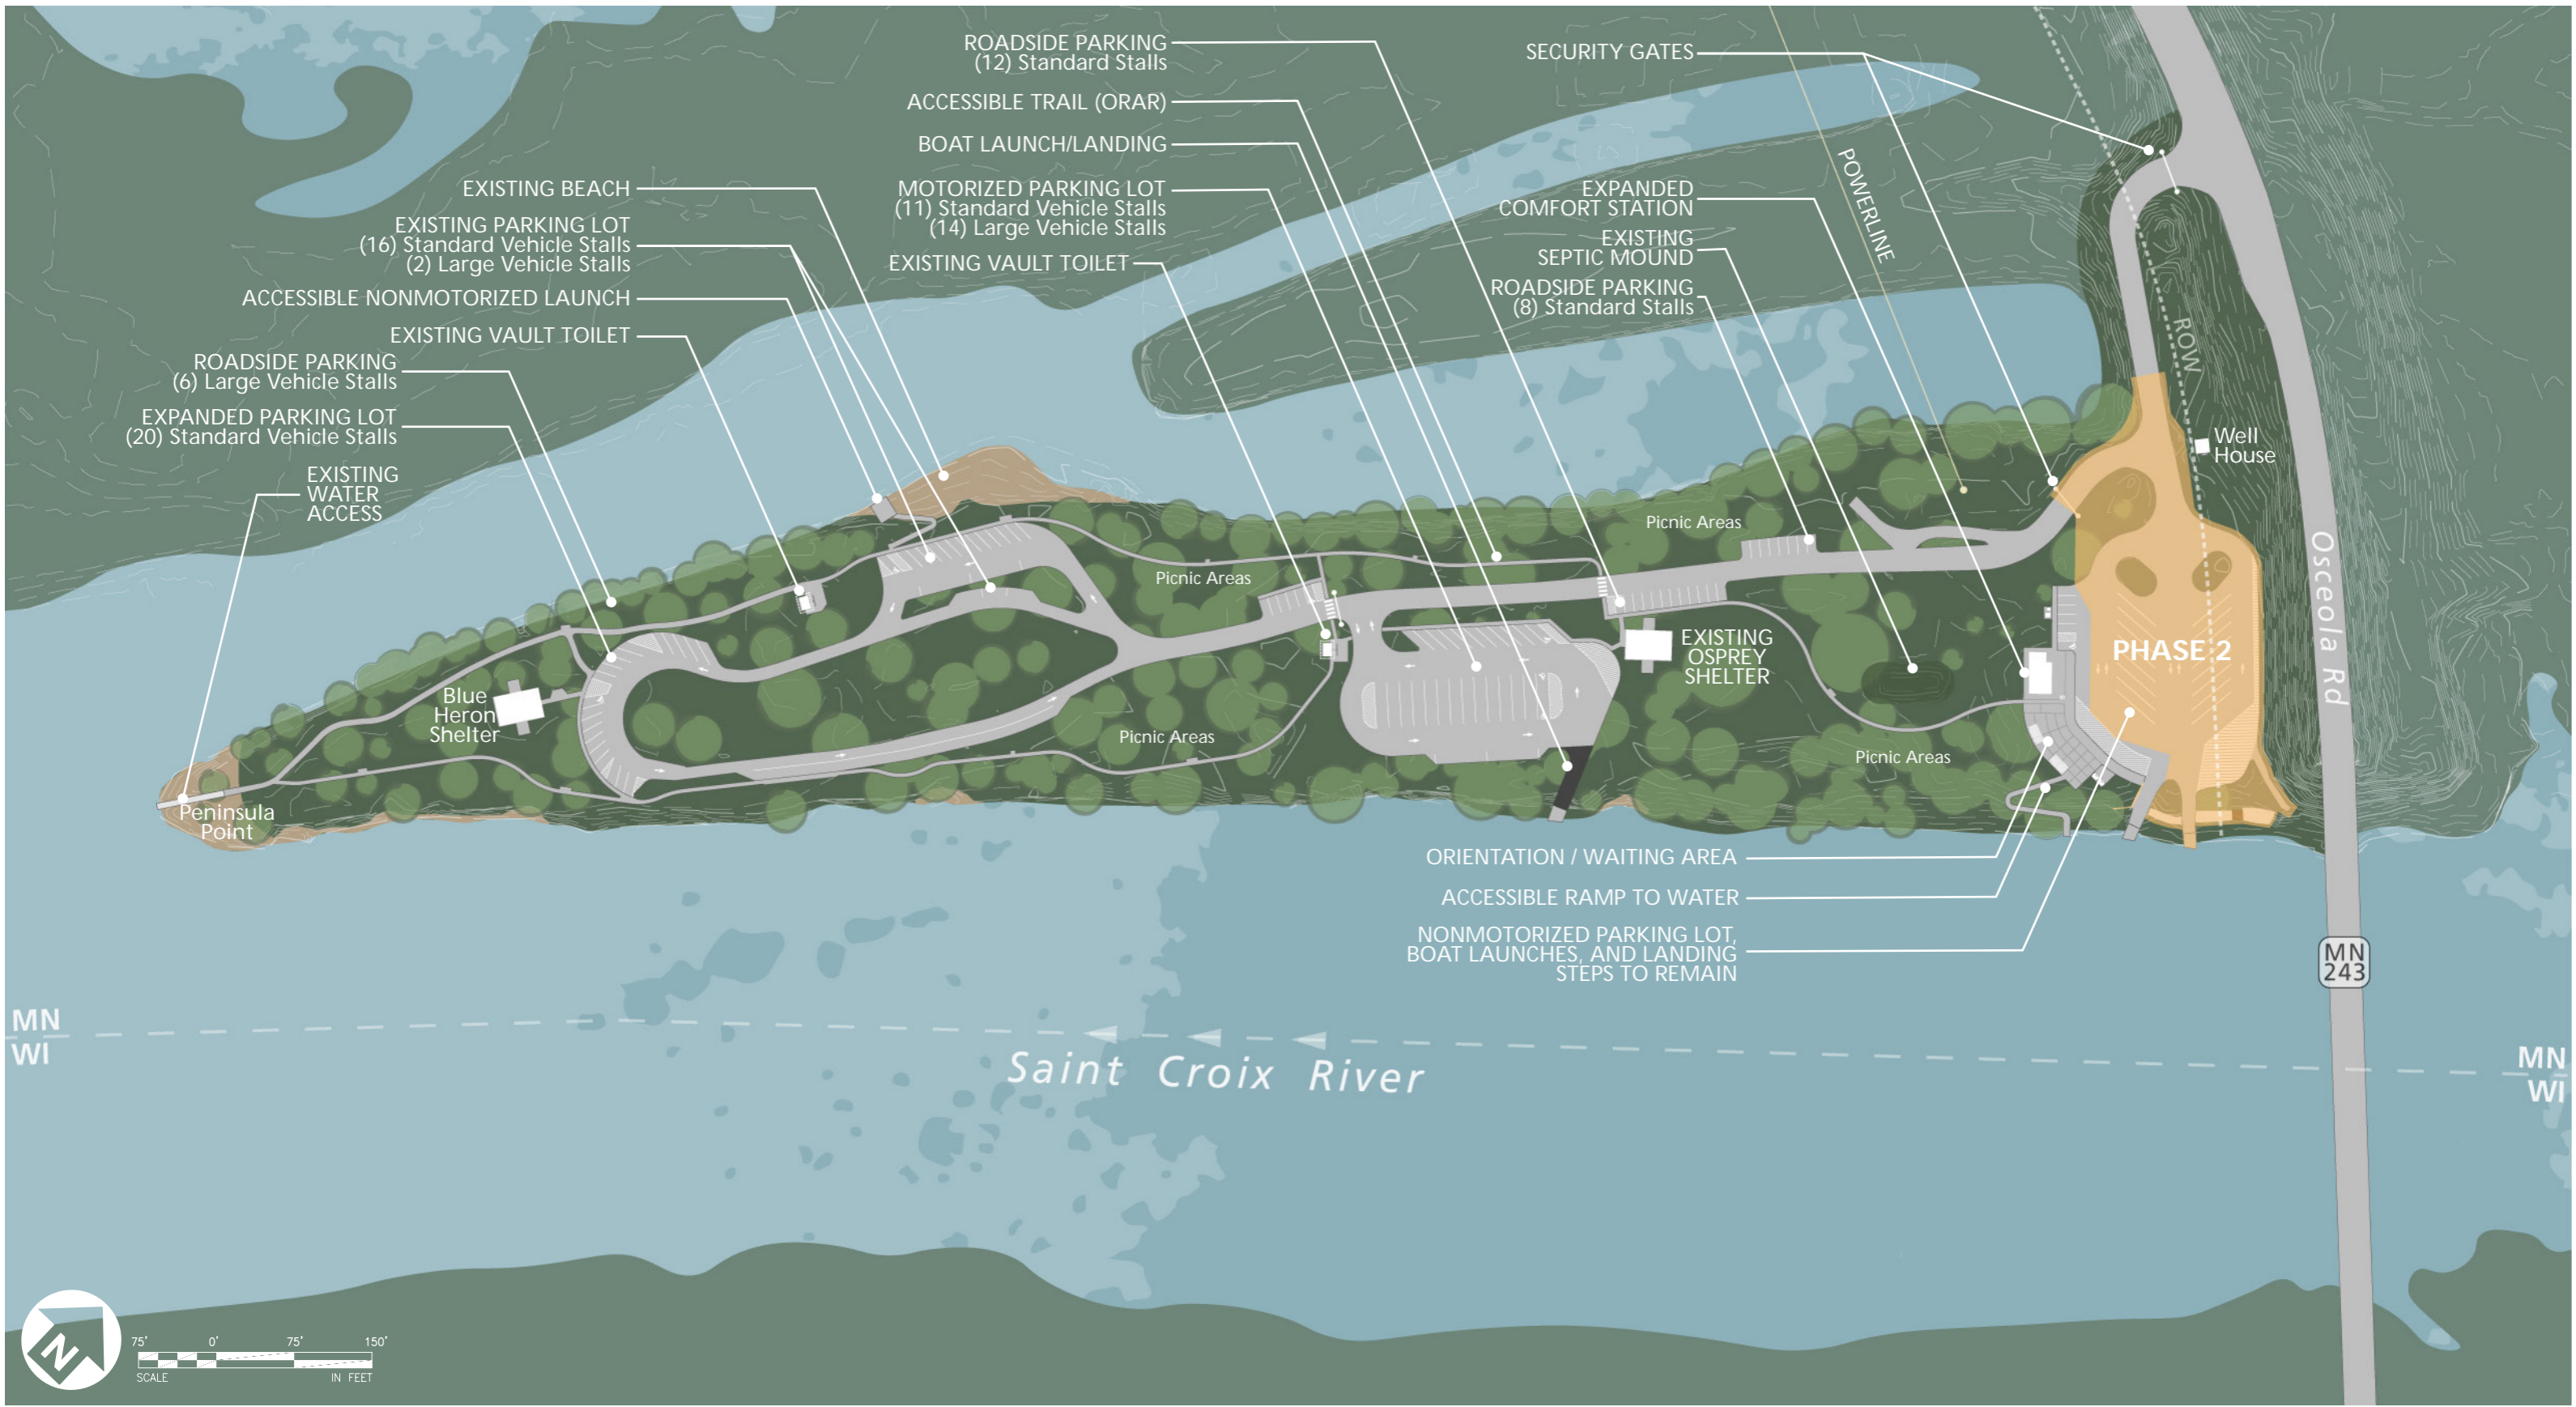 ROADSIDE PARKING
(12) Standard Stalls
ACCESSIBLE TRAIL (ORAR)
BOAT LAUNCH/LANDING
MOTORIZED PARKING LOT
(11) Standard Vehicle Stalls
(14) Large Vehicle Stalls
EXISTING VAULT TOILET
EXISTING BEACH
EXISTING PARKING LOT
(16) Standard Vehicle Stalls
(2) Large Vehicle Stalls
ACCESSIBLE NONMOTORIZED LAUNCH
EXISTING VAULT TOILET
ROADSIDE PARKING
(6) Large Vehicle Stalls
EXPANDED PARKING LOT
(20) Standard Vehicle Stalls
EXISTING
WATER
ACCESS
SECURITY GATES
EXPANDED
COMFORT STATION
EXISTING
SEPTIC MOUND
ROADSIDE PARKING
(8) Standard Stalls
POWERLINE
ROW
Well
House
Osceola Rd
Picnic Areas
Picnic Areas
Picnic Areas
Picnic Areas
EXISTING
OSPREY
SHELTER
PHASE 2
Blue
Heron
Shelter
Peninsula
Point
ORIENTATION / WAITING AREA
ACCESSIBLE RAMP TO WATER
NONMOTORIZED PARKING LOT,
BOAT LAUNCHES, AND LANDING
STEPS TO REMAIN
MN
243
MN
WI
Saint Croix River
MN
WI
N
75' 0' 75' 150'
SCALE IN FEET